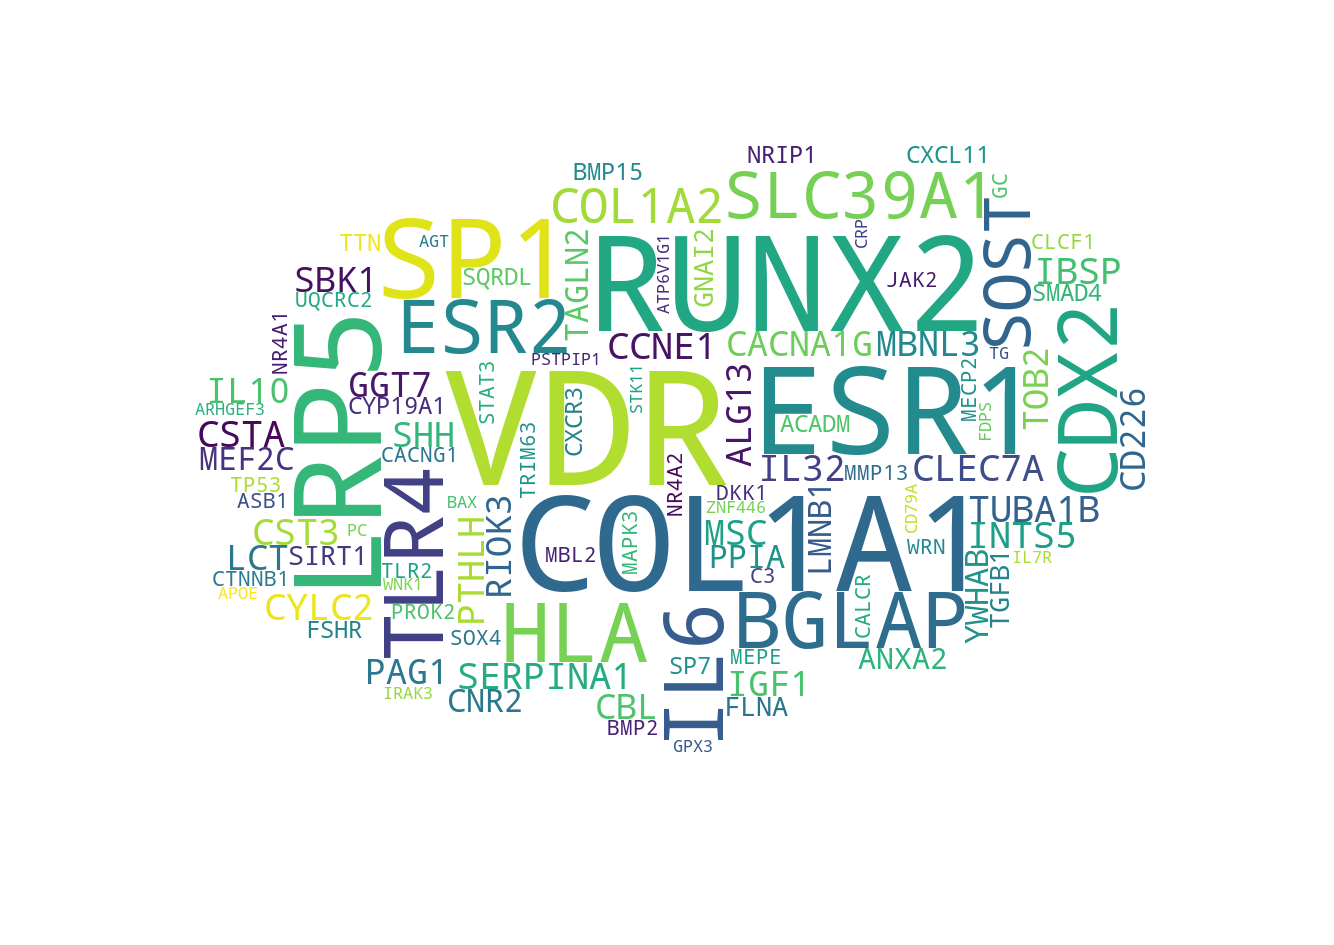 NRIP1
CXCL11
BMP15
SLC39A1
GC
COL1A2
SOST
SP1
TTN
AGT
RUNX2
TAGLN2
ATP6V1G1
GNAI2
CRP
CLCF1
IBSP
SBK1
SQRDL
JAK2
SMAD4
UQCRC2
ESR2
NR4A1
LRP5
CCNE1
CACNA1G
MBNL3
TG
CDX2
PSTPIP1
IL10
GGT7
STAT3
VDR
STK11
ALG13
ESR1
MECP2
FDPS
TOB2
CD226
ARHGEF3
CYP19A1
CXCR3
ACADM
CSTA
SHH
MEF2C
CACNG1
TRIM63
NR4A2
IL32
MMP13
CLEC7A
TP53
ASB1
TLR4
BAX
RIOK3
COL1A1
DKK1
ZNF446
LMNB1
CD79A
TUBA1B
CST3
PC
PTHLH
MAPK3
MSC
INTS5
LCT
SIRT1
MBL2
PPIA
WRN
YWHAB
TGFB1
IL7R
CTNNB1
TLR2
WNK1
C3
CALCR
APOE
CYLC2
PROK2
HLA
IL6
BGLAP
FSHR
SOX4
PAG1
SERPINA1
SP7
MEPE
ANXA2
IGF1
IRAK3
CNR2
CBL
FLNA
BMP2
GPX3